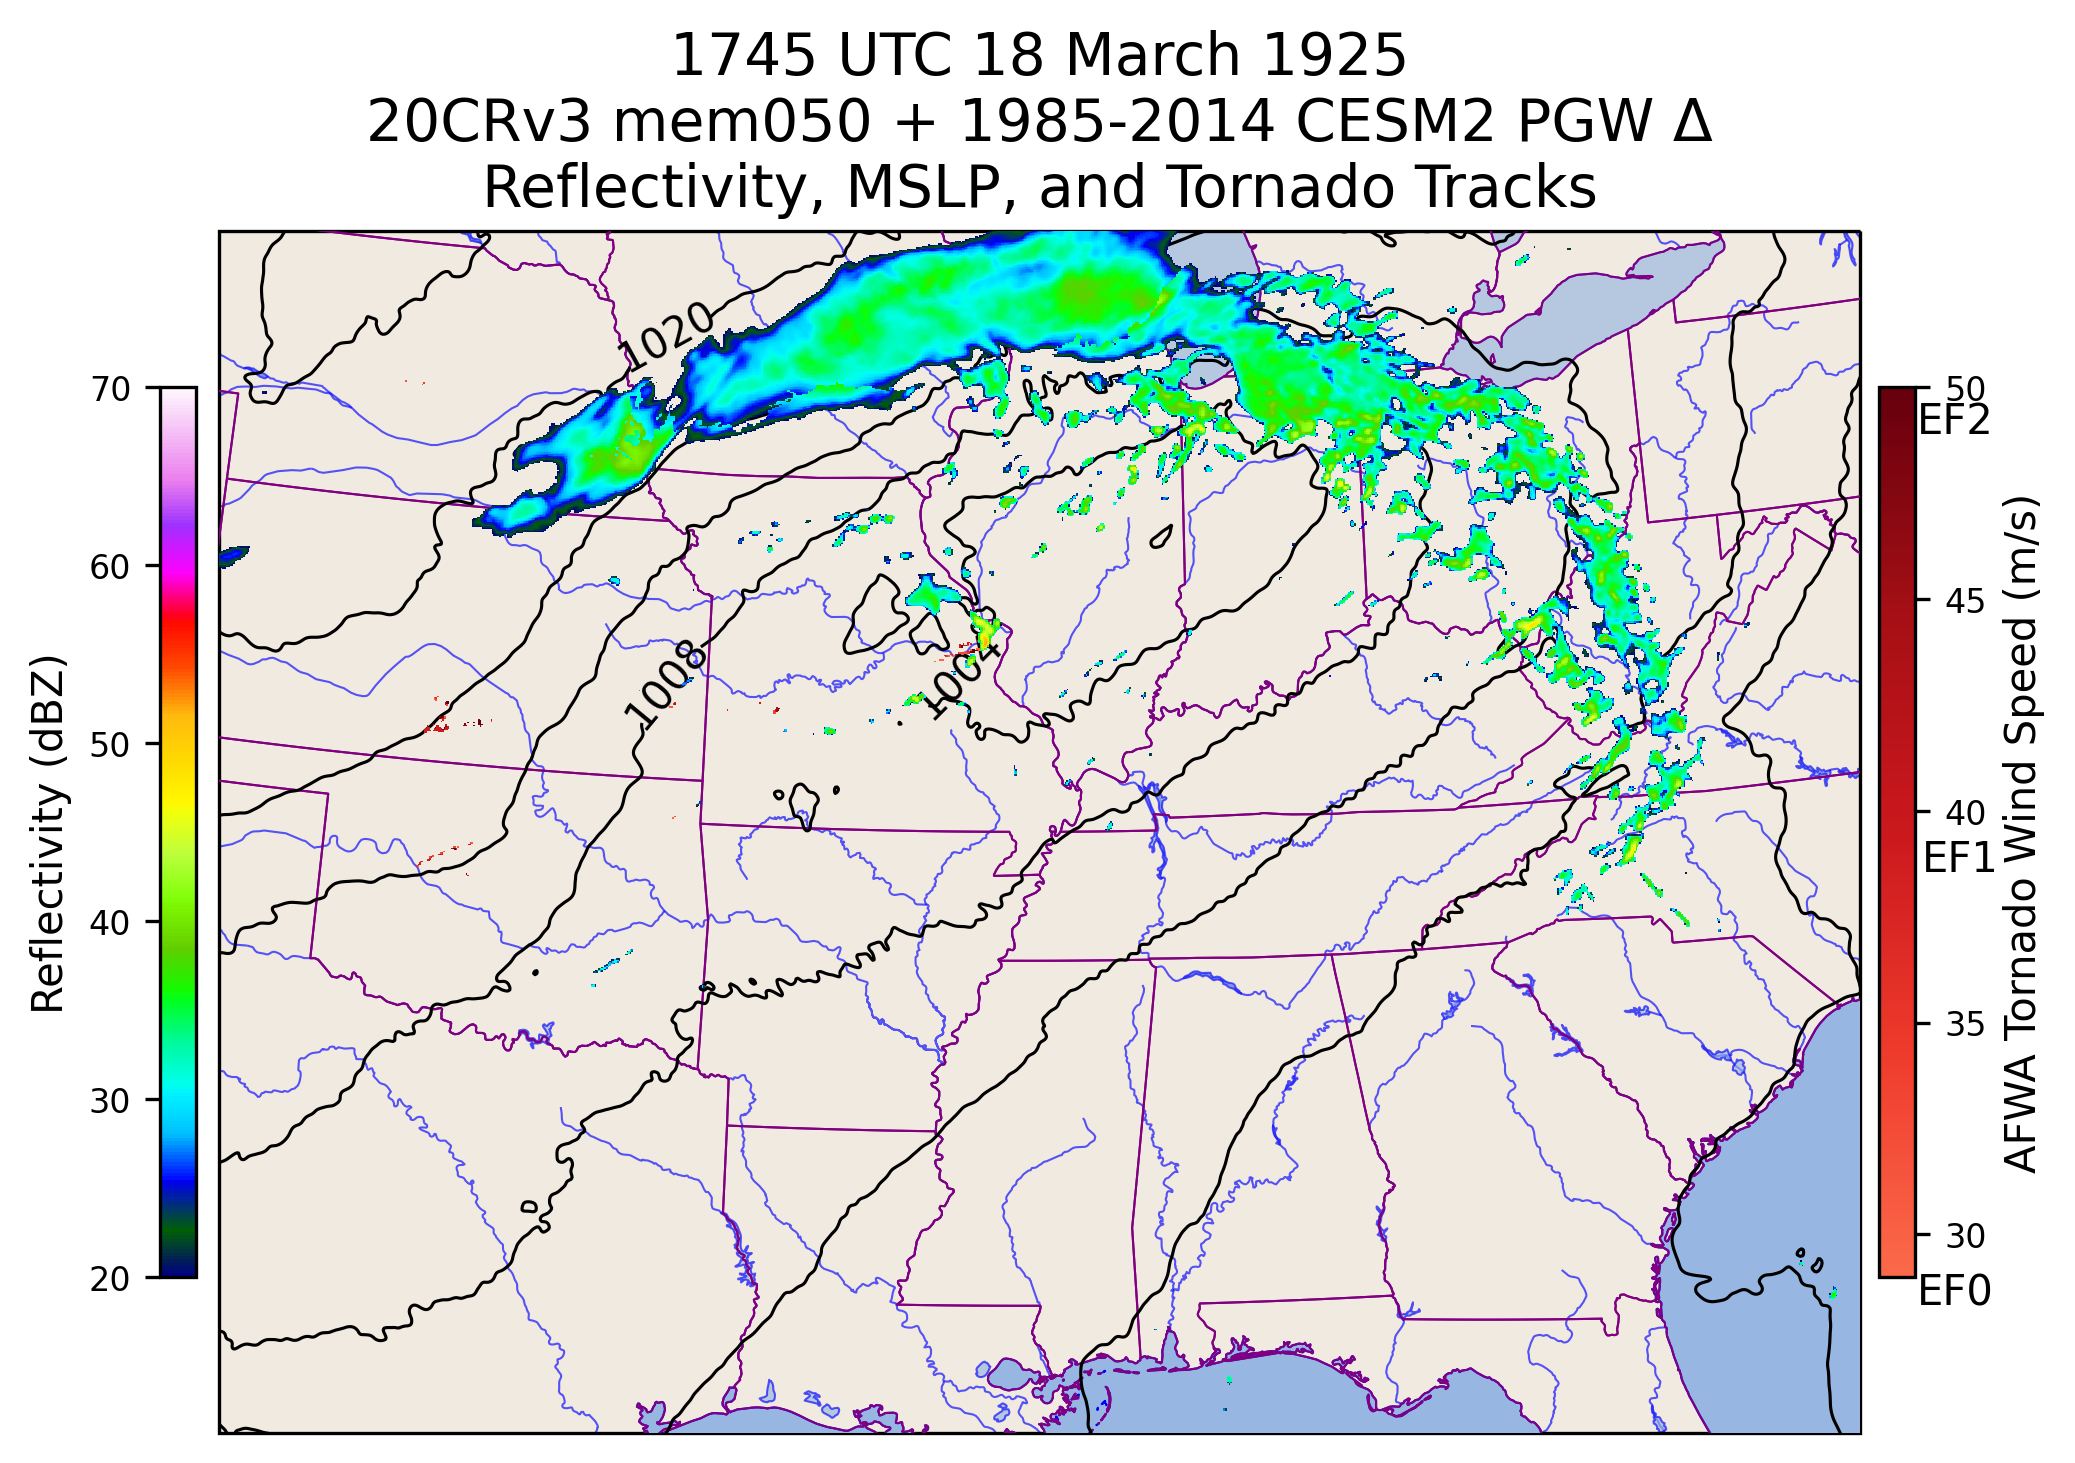 1745 UTC 18 March 1925
20CRv3 mem050 + 1985-2014 CESM2 PGW Δ
Reflectivity, MSLP, and Tornado Tracks
Reflectivity (dBZ)
70
60
50
40
30
20
1020
1008
1004
50
EF2
45
40
EF1
35
30
EF0
AFWA Tornado Wind Speed (m/s)